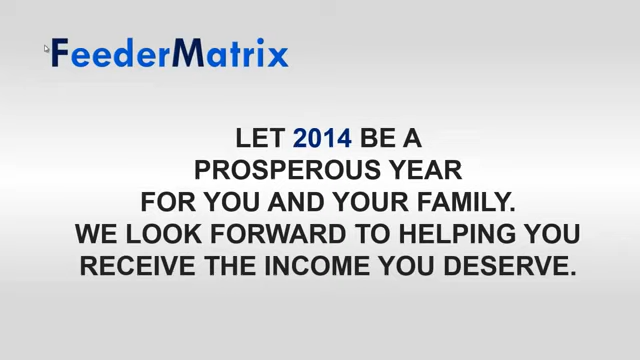 FeederMatrix
LET 2014 BE A
PROSPEROUS YEAR
FOR YOU AND YOUR FAMILY.
WE LOOK FORWARD TO HELPING YOU
RECEIVE THE INCOME YOU DESERVE.